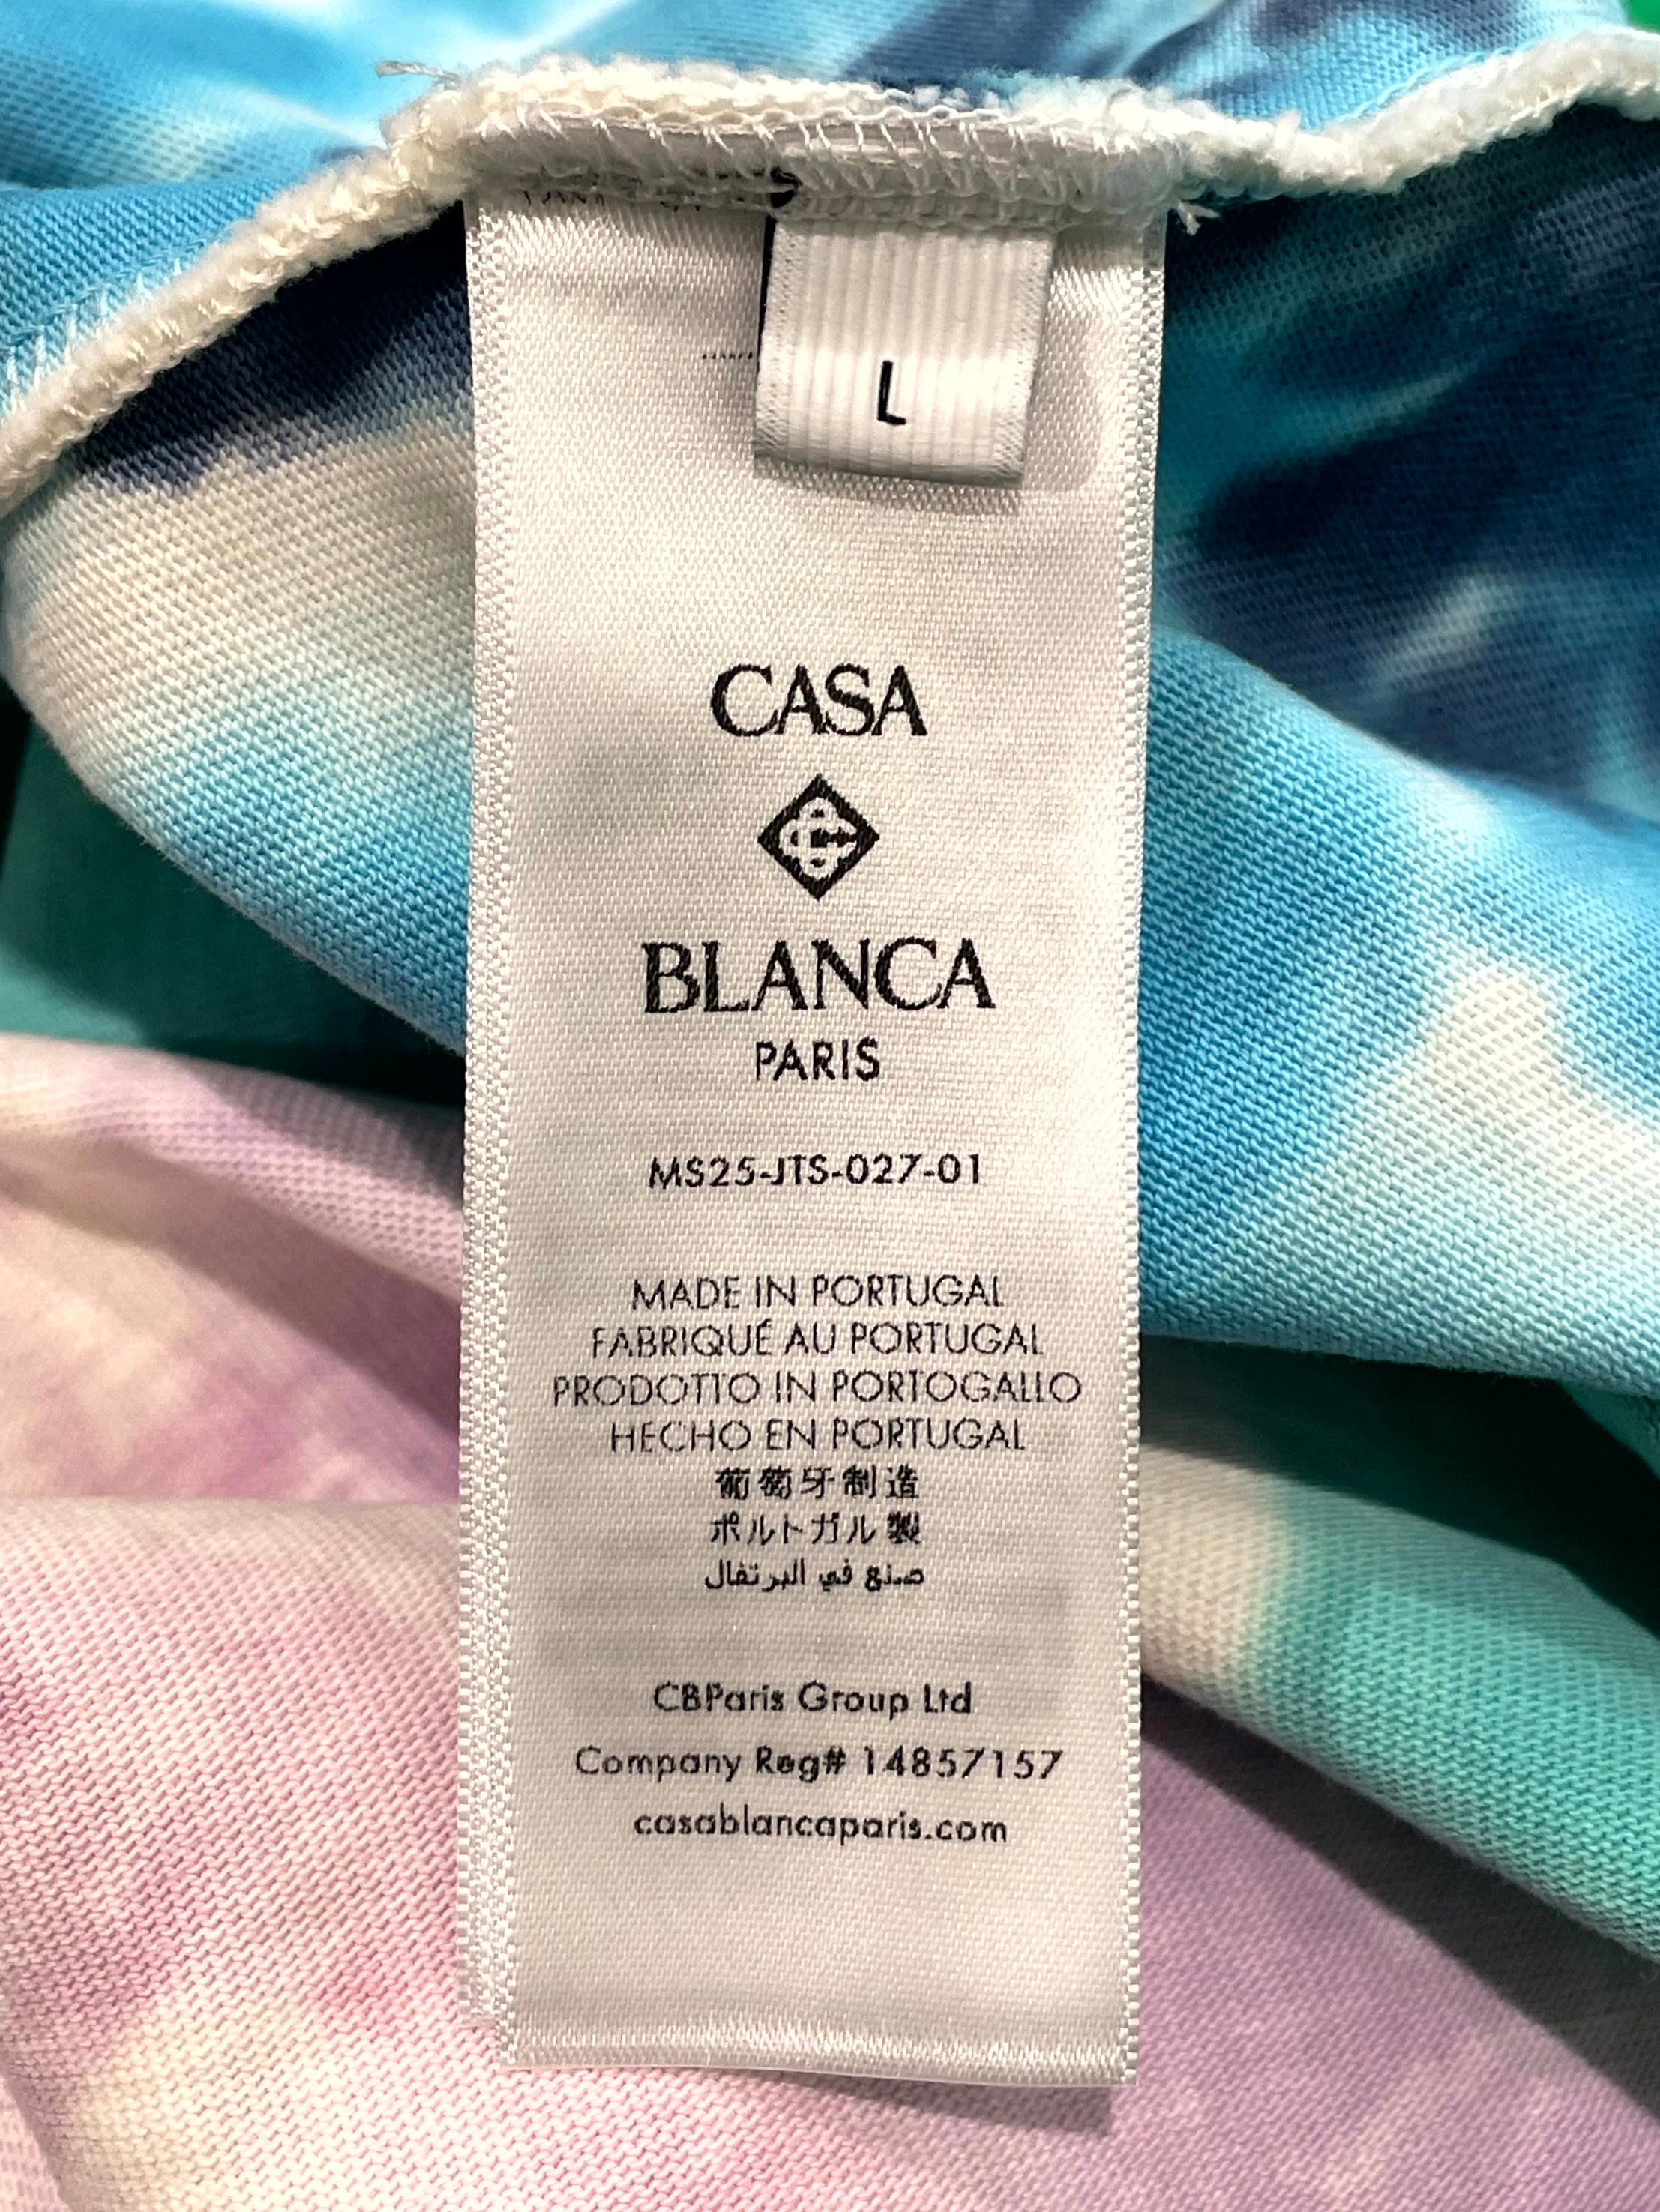 L
CASA
BLANCA
PARIS
MS25-JTS-027-01
MADE IN PORTUGAL
FABRIQUÉ AU PORTUGAL
PRODOTTO IN PORTOGALLO
HECHO EN PORTUGAL
葡萄牙制造
ポルトガル製
صنع في البرتغال
CBParis Group Ltd
Company Reg# 14857157
casablancaparis.com